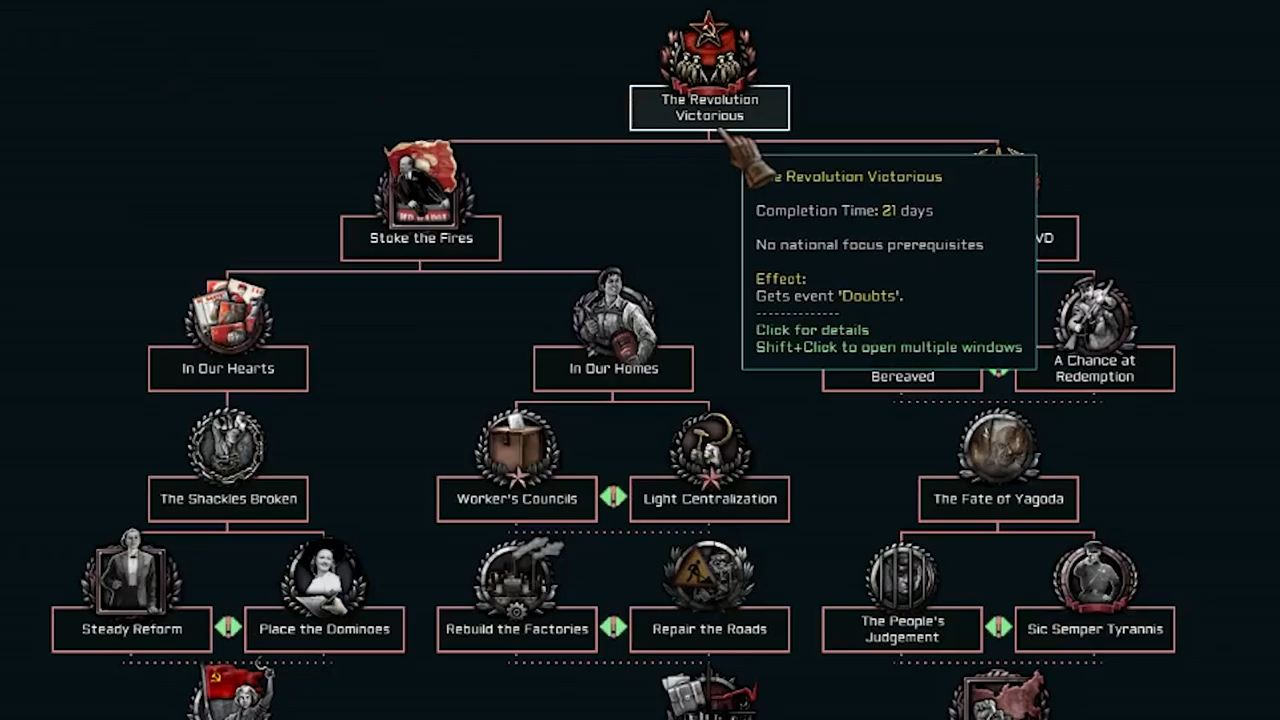 The Revolution
Victorious
e Revolution Victorious
Completion Time: 21 days
No national focus prerequisites
Effect:
Gets event 'Doubts'.
--------------
Click for details
Shift+Click to open multiple windows
Stoke the Fires
VD
In Our Hearts
In Our Homes
Bereaved
A Chance at
Redemption
The Shackles Broken
Worker's Councils
Light Centralization
The Fate of Yagoda
Steady Reform
Place the Dominoes
Rebuild the Factories
Repair the Roads
The People's
Judgement
Sic Semper Tyrannis